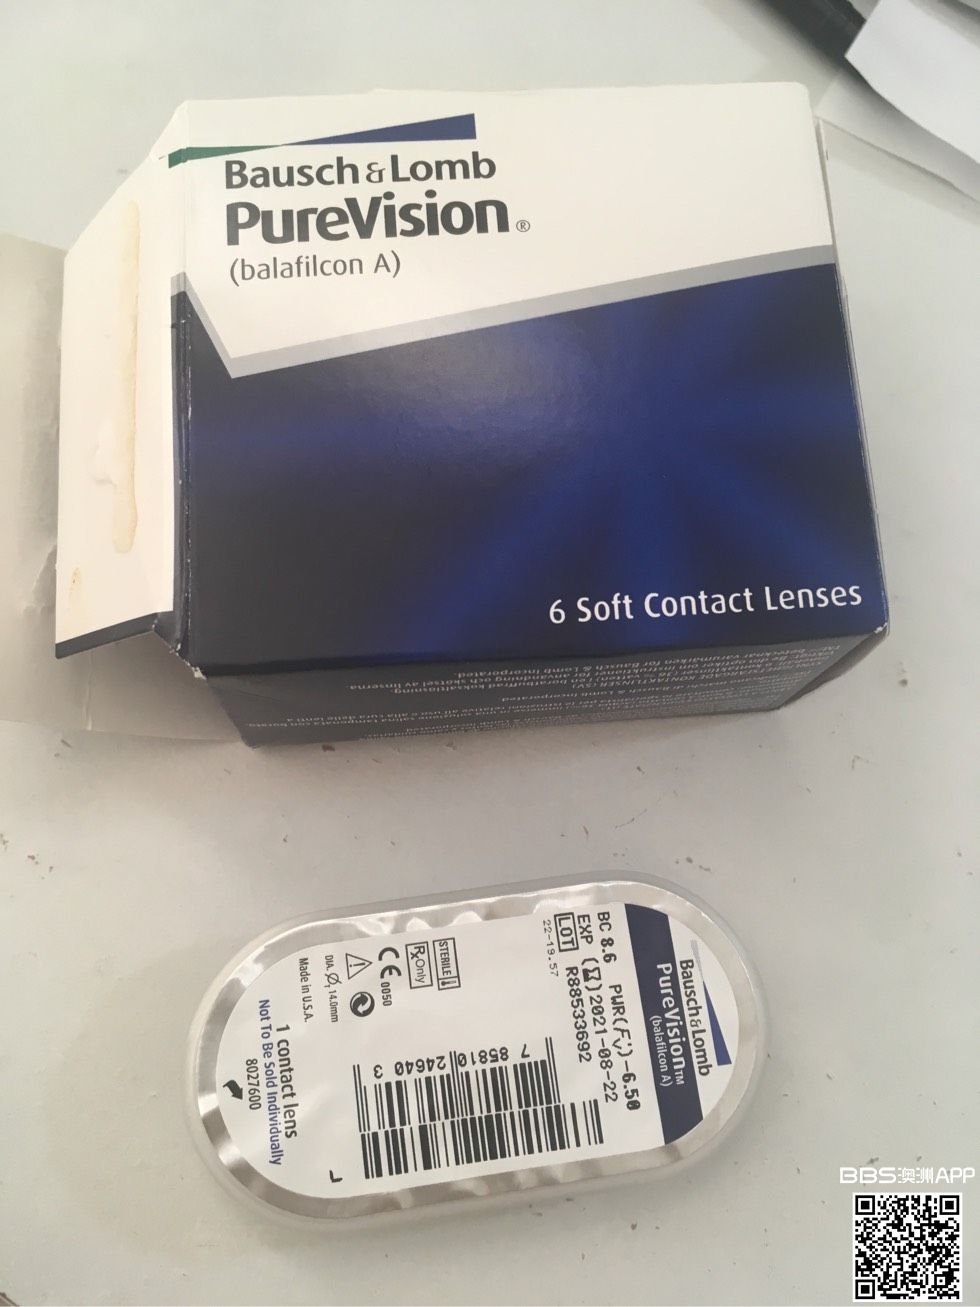 Bausch & Lomb
PureVision®
(balafilcon A)
6 Soft Contact Lenses
Bausch & Lomb
PureVision™
(balafilcon A)
BC 8.6 PWR(F'v)-6.50
EXP (⧖)2021-08-22
LOT R88533692
22-19.57
STERILE
Rx Only
CE 0050
DIA. Ø 14.0mm
Made in U.S.A.
7 85810 24640 3
1 contact lens
Not To Be Sold Individually
8027600
BBS澳洲APP